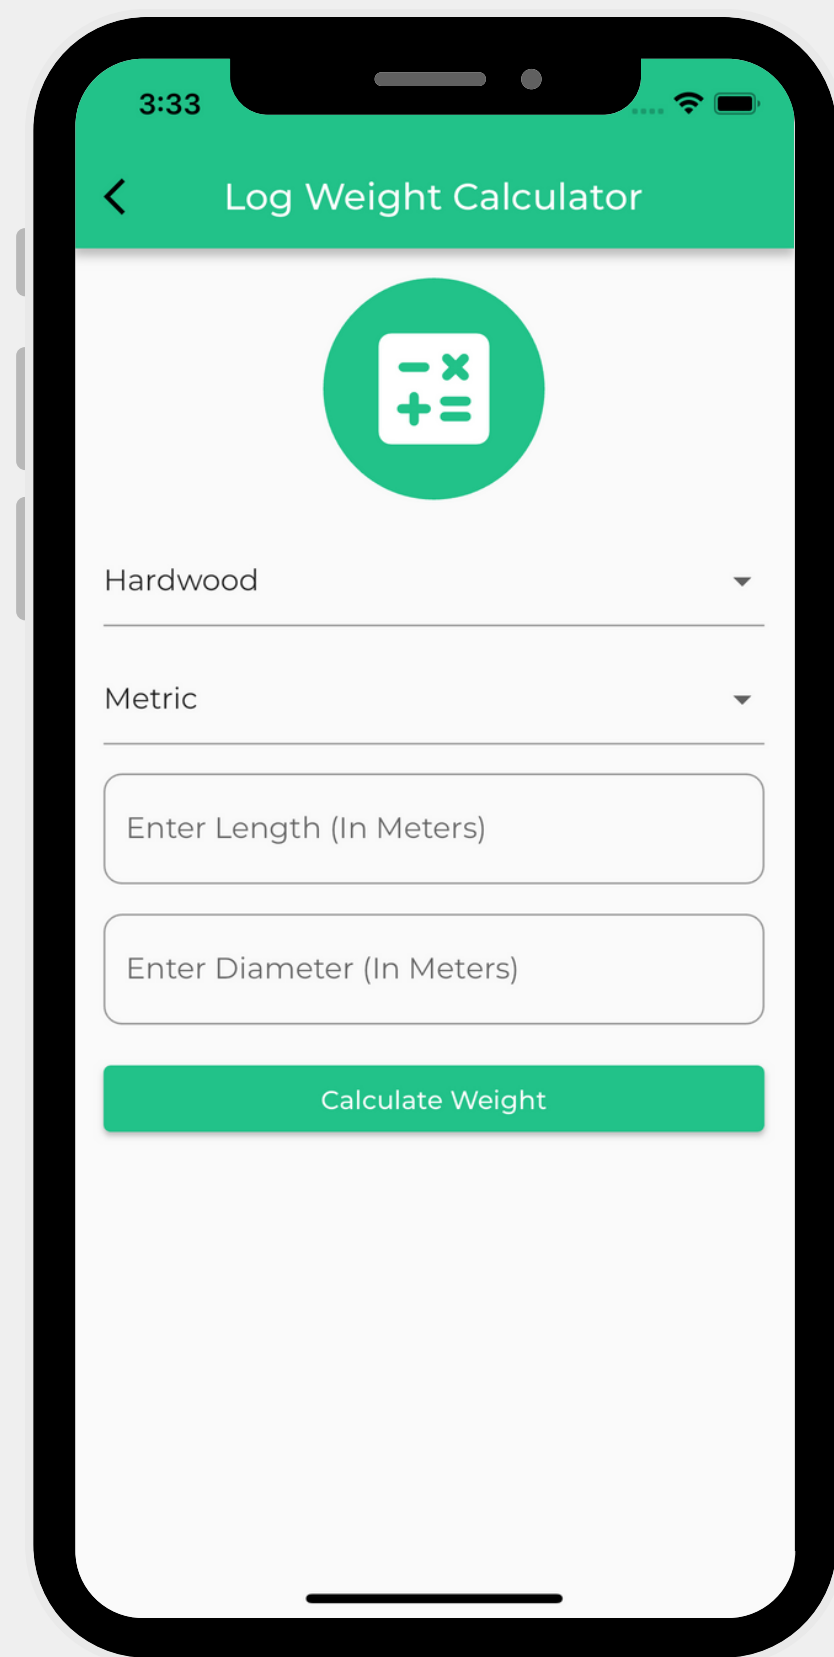 3:33
Log Weight Calculator
Hardwood
Metric
Enter Length (In Meters)
Enter Diameter (In Meters)
Calculate Weight